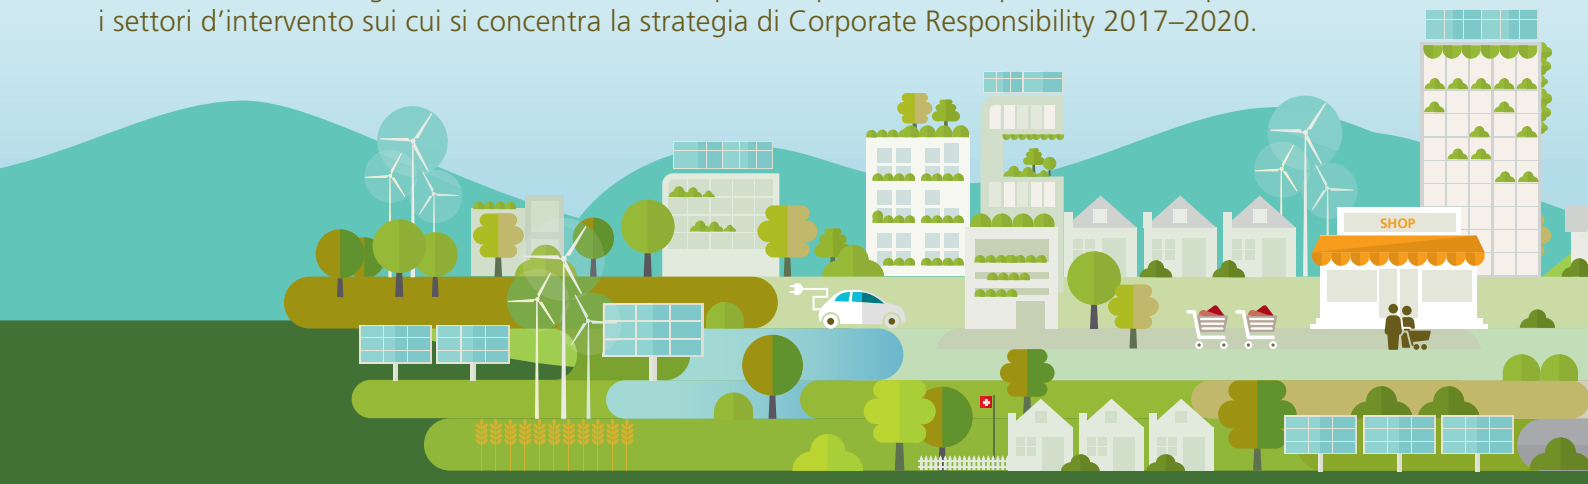 i settori d’intervento sui cui si concentra la strategia di Corporate Responsibility 2017–2020.
SHOP